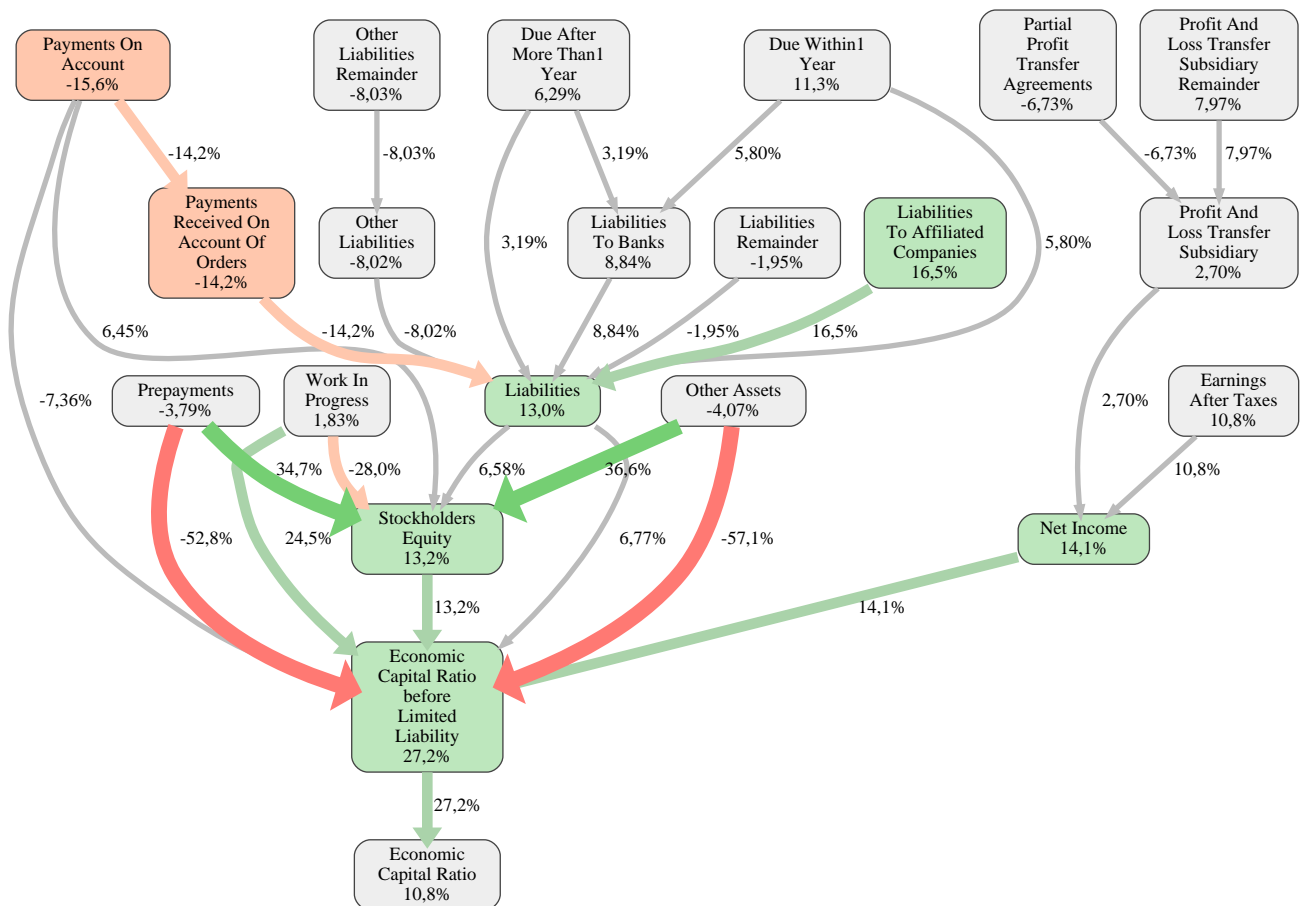 Payments On
Account
-15,6%
Other
Liabilities
Remainder
-8,03%
Due After
More Than1
Year
6,29%
Due Within1
Year
11,3%
Partial
Profit
Transfer
Agreements
-6,73%
Profit And
Loss Transfer
Subsidiary
Remainder
7,97%
-14,2%
-8,03%
3,19%
5,80%
-6,73%
7,97%
Payments
Received On
Account Of
Orders
-14,2%
Other
Liabilities
-8,02%
3,19%
Liabilities
To Banks
8,84%
Liabilities
Remainder
-1,95%
Liabilities
To Affiliated
Companies
16,5%
5,80%
Profit And
Loss Transfer
Subsidiary
2,70%
6,45%
-14,2%
-8,02%
8,84%
-1,95%
16,5%
-7,36%
Prepayments
-3,79%
Work In
Progress
1,83%
Liabilities
13,0%
Other Assets
-4,07%
2,70%
Earnings
After Taxes
10,8%
34,7%
-28,0%
6,58%
36,6%
10,8%
-52,8%
24,5%
Stockholders
Equity
13,2%
6,77%
-57,1%
Net Income
14,1%
13,2%
14,1%
Economic
Capital Ratio
before
Limited
Liability
27,2%
27,2%
Economic
Capital Ratio
10,8%